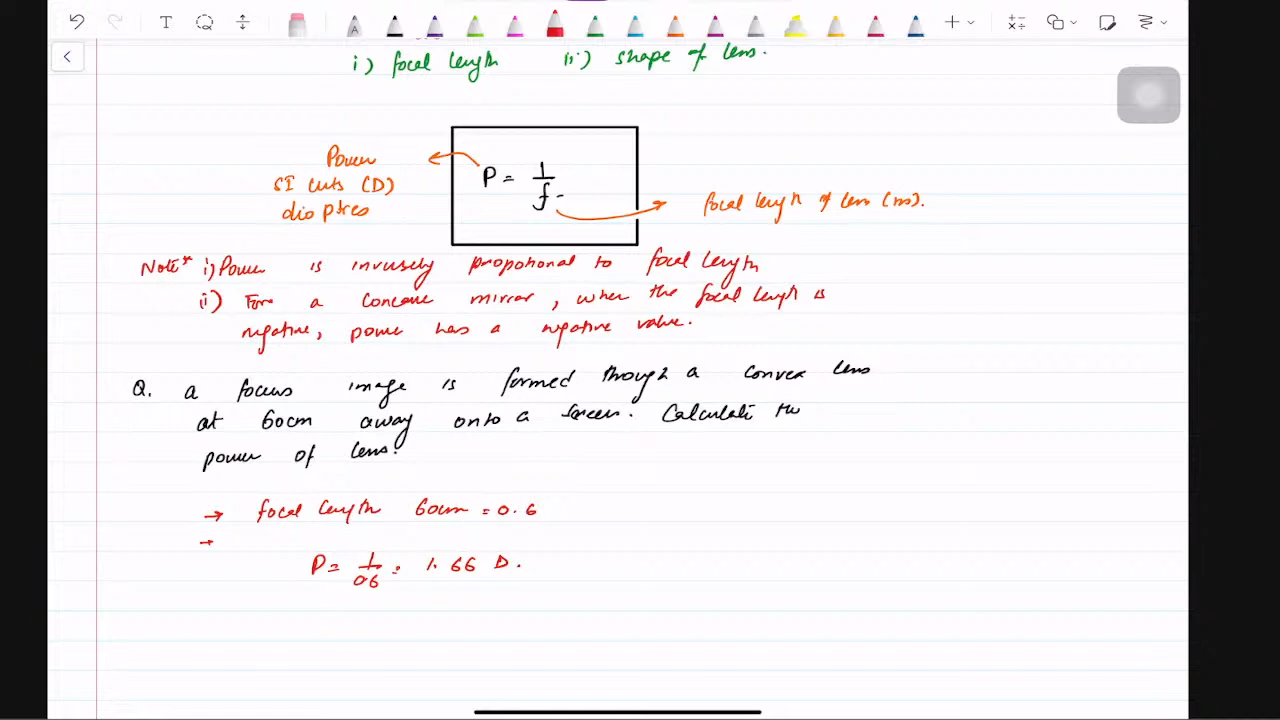 i) focal length ii) shape of lens.
Power
SI units (D)
dioptres
P = 1/f
focal length of lens (m).
Note* i) Power is inversely propotional to focal length
ii) For a concave mirror, when the focal length is
negative, power has a negative value.
Q. a focus image is formed through a convex lens
at 60cm away onto a screen. Calculate the
power of lens.
→ focal length 60cm = 0.6
→
P = 1/0.6 = 1.66 D.